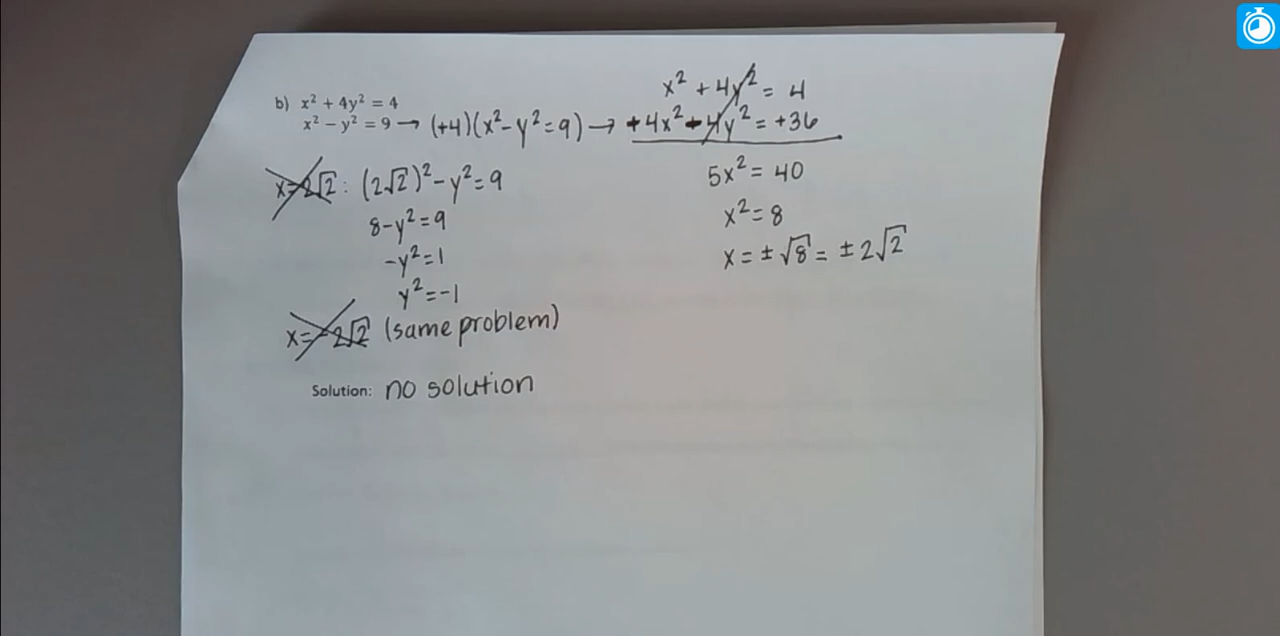 b) x² + 4y² = 4
x² – y² = 9 → (+4)(x² – y² = 9) →
x² + 4y² = 4
+4x² – 4y² = +36
5x² = 40
x² = 8
x = ± √8 = ± 2√2
x = 2√2 : (2√2)² – y² = 9
8 – y² = 9
-y² = 1
y² = -1
x = -2√2 (same problem)
Solution: no solution